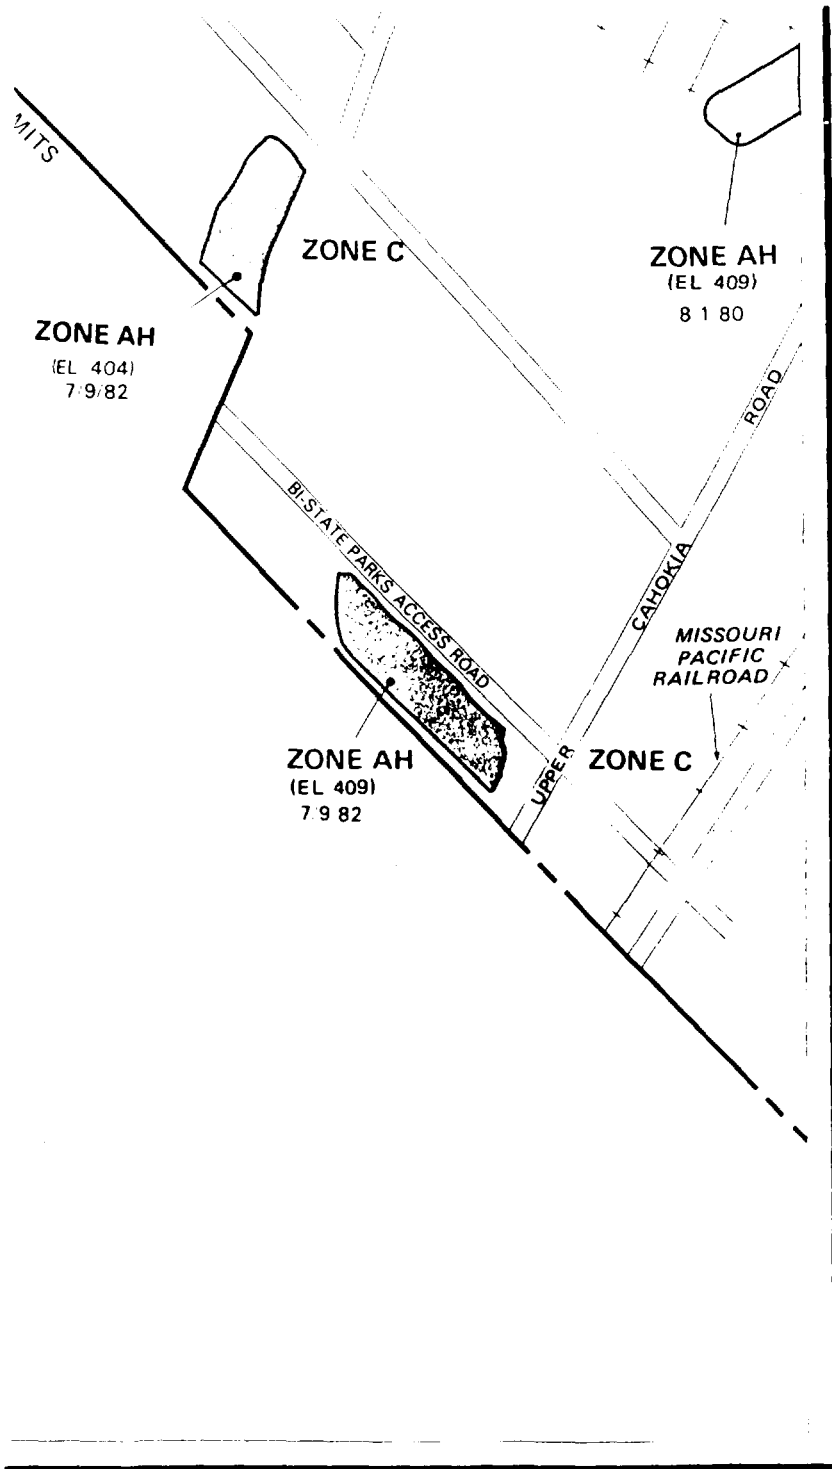 MITS
ZONE C
ZONE AH
(EL 409)
8 1 80
ZONE AH
(EL 404)
7/9/82
ROAD
BI-STATE PARKS ACCESS ROAD
CAHOKIA
MISSOURI
PACIFIC
RAILROAD
UPPER
ZONE C
ZONE AH
(EL 409)
7 9 82